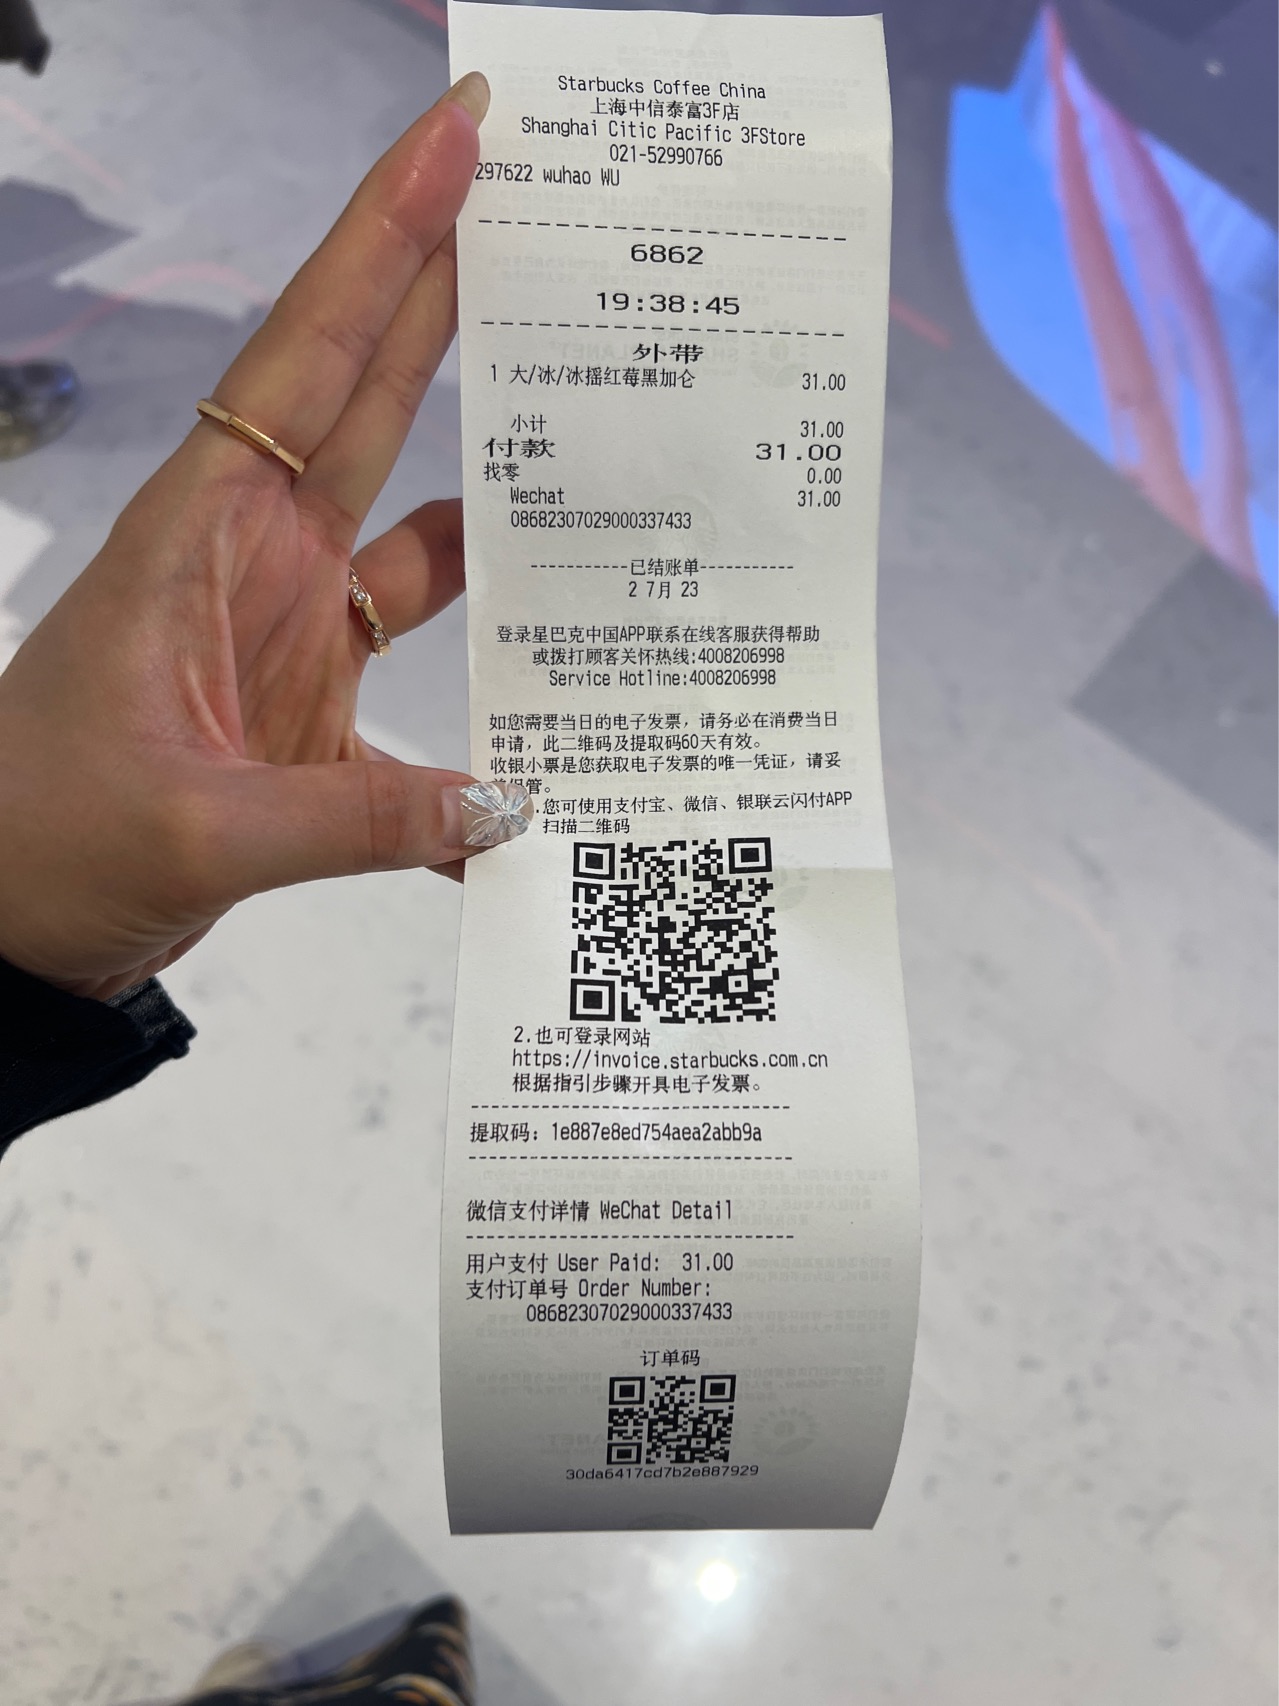 Starbucks Coffee China
上海中信泰富3F店
Shanghai Citic Pacific 3FStore
021-52990766
297622 wuhao WU
6862
19:38:45
外带
1 大/冰/冰摇红莓黑加仑 31.00
小计 31.00
付款 31.00
找零 0.00
Wechat 31.00
08682307029000337433
-----------已结账单-----------
2 7月 23
登录星巴克中国APP联系在线客服获得帮助
或拨打顾客关怀热线:4008206998
Service Hotline:4008206998
如您需要当日的电子发票，请务必在消费当日
申请，此二维码及提取码60天有效。
收银小票是您获取电子发票的唯一凭证，请妥
管。
.您可使用支付宝、微信、银联云闪付APP
扫描二维码
2.也可登录网站
https://invoice.starbucks.com.cn
根据指引步骤开具电子发票。
提取码: 1e887e8ed754aea2abb9a
微信支付详情 WeChat Detail
用户支付 User Paid: 31.00
支付订单号 Order Number:
08682307029000337433
订单码
30da6417cd7b2e887929